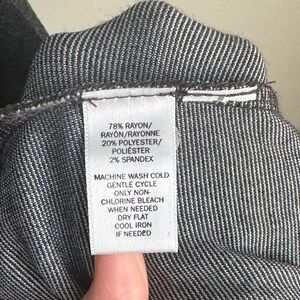 78% RAYON/
RAYÓN/RAYONNE
20% POLYESTER/
POLIÉSTER
2% SPANDEX
MACHINE WASH COLD
GENTLE CYCLE
ONLY NON-
CHLORINE BLEACH
WHEN NEEDED
DRY FLAT
COOL IRON
IF NEEDED